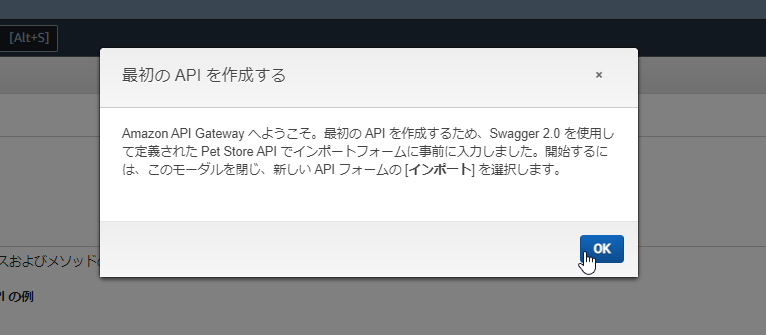 [Alt+S]
最初の API を作成する
×
Amazon API Gateway へようこそ。最初の API を作成するため、Swagger 2.0 を使用し
て定義された Pet Store API でインポートフォームに事前に入力しました。開始するに
は、このモーダルを閉じ、新しい API フォームの [インポート] を選択します。
OK
スおよびメソッドの
PI の例